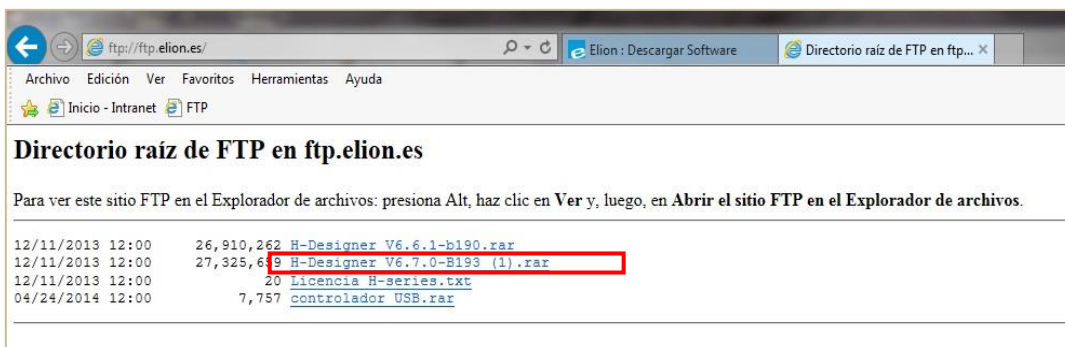 ftp://ftp.elion.es/
Elion : Descargar Software
Directorio raíz de FTP en ftp...
Archivo Edición Ver Favoritos Herramientas Ayuda
Inicio - Intranet FTP
Directorio raíz de FTP en ftp.elion.es
Para ver este sitio FTP en el Explorador de archivos: presiona Alt, haz clic en Ver y, luego, en Abrir el sitio FTP en el Explorador de archivos.
12/11/2013 12:00 26,910,262 H-Designer V6.6.1-b190.rar
12/11/2013 12:00 27,325,659 H-Designer V6.7.0-B193 (1).rar
12/11/2013 12:00 20 Licencia H-series.txt
04/24/2014 12:00 7,757 controlador USB.rar